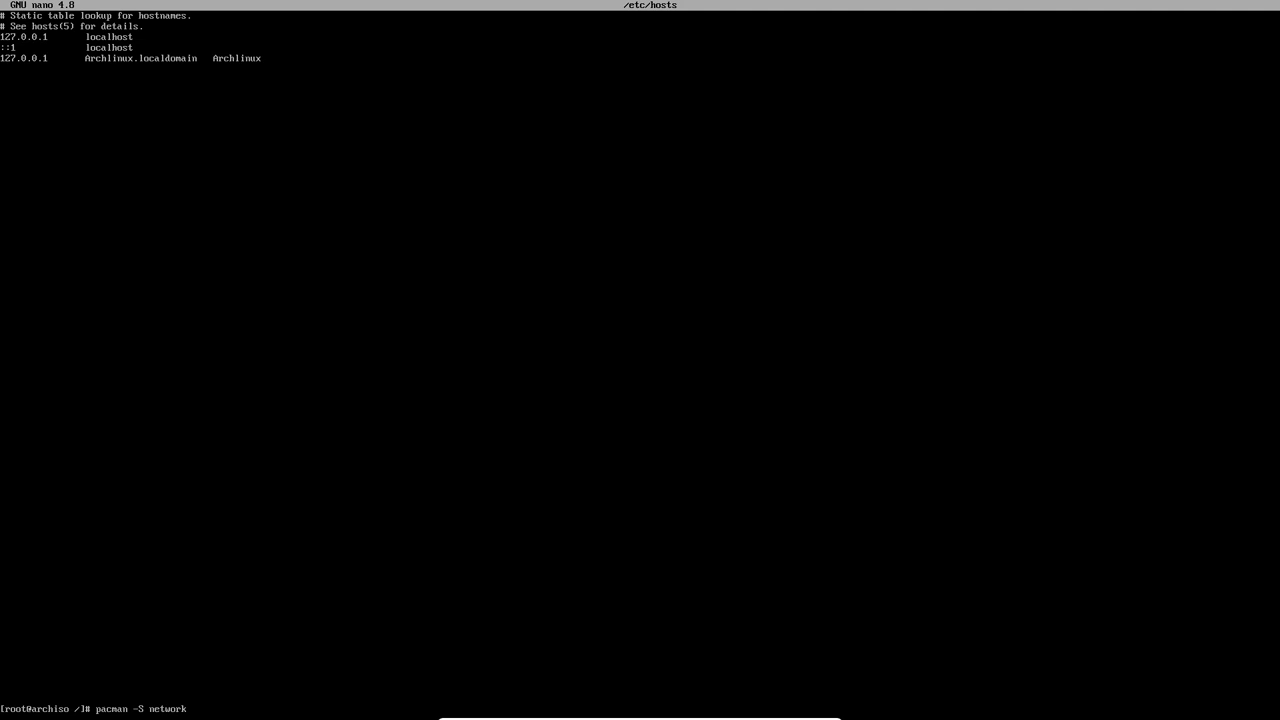 GNU nano 4.8 /etc/hosts
# Static table lookup for hostnames.
# See hosts(5) for details.
127.0.0.1 localhost
::1 localhost
127.0.0.1 Archlinux.localdomain Archlinux
[root@archiso /]# pacman -S network